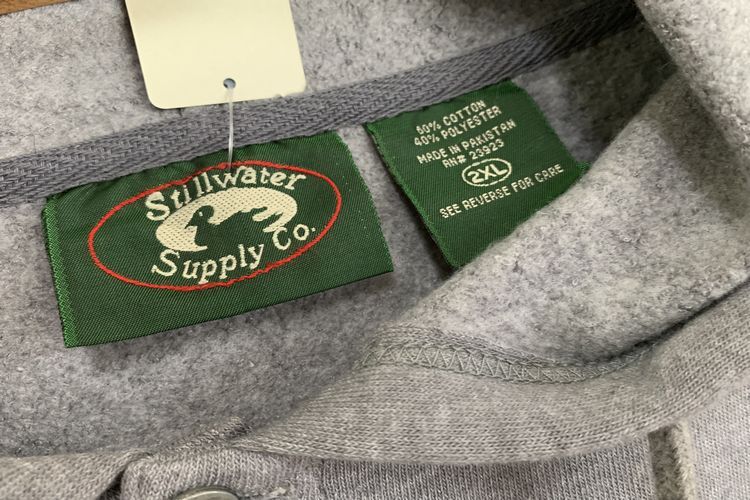 Stillwater
Supply Co.
60% COTTON
40% POLYESTER
MADE IN PAKISTAN
RN# 23923
2XL
SEE REVERSE FOR CARE